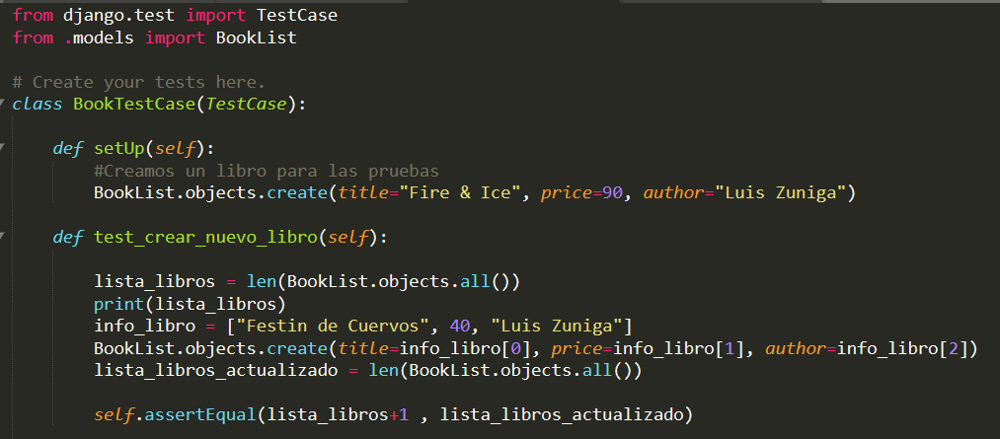 from django.test import TestCase
from .models import BookList
# Create your tests here.
class BookTestCase(TestCase):
def setUp(self):
#Creamos un libro para las pruebas
BookList.objects.create(title="Fire & Ice", price=90, author="Luis Zuniga")
def test_crear_nuevo_libro(self):
lista_libros = len(BookList.objects.all())
print(lista_libros)
info_libro = ["Festin de Cuervos", 40, "Luis Zuniga"]
BookList.objects.create(title=info_libro[0], price=info_libro[1], author=info_libro[2])
lista_libros_actualizado = len(BookList.objects.all())
self.assertEqual(lista_libros+1 , lista_libros_actualizado)